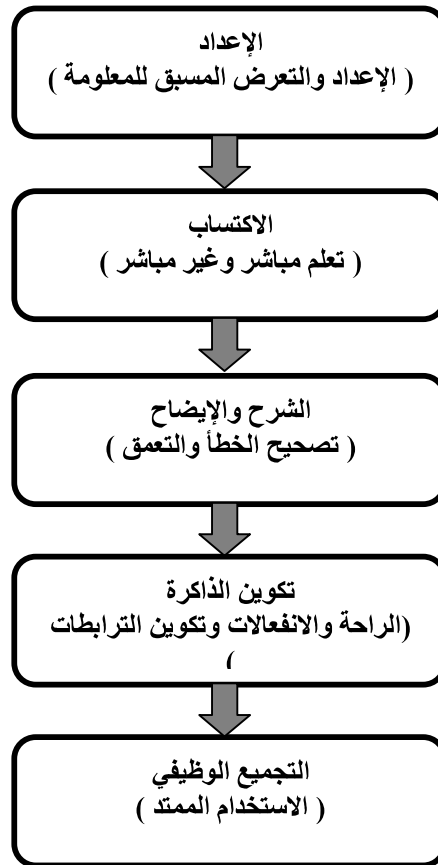 الإعداد
( الإعداد والتعرض المسبق للمعلومة )
الاكتساب
( تعلم مباشر وغير مباشر )
الشرح والإيضاح
( تصحيح الخطأ والتعمق )
تكوين الذاكرة
(الراحة والانفعالات وتكوين الترابطات
)
التجميع الوظيفي
( الاستخدام الممتد )